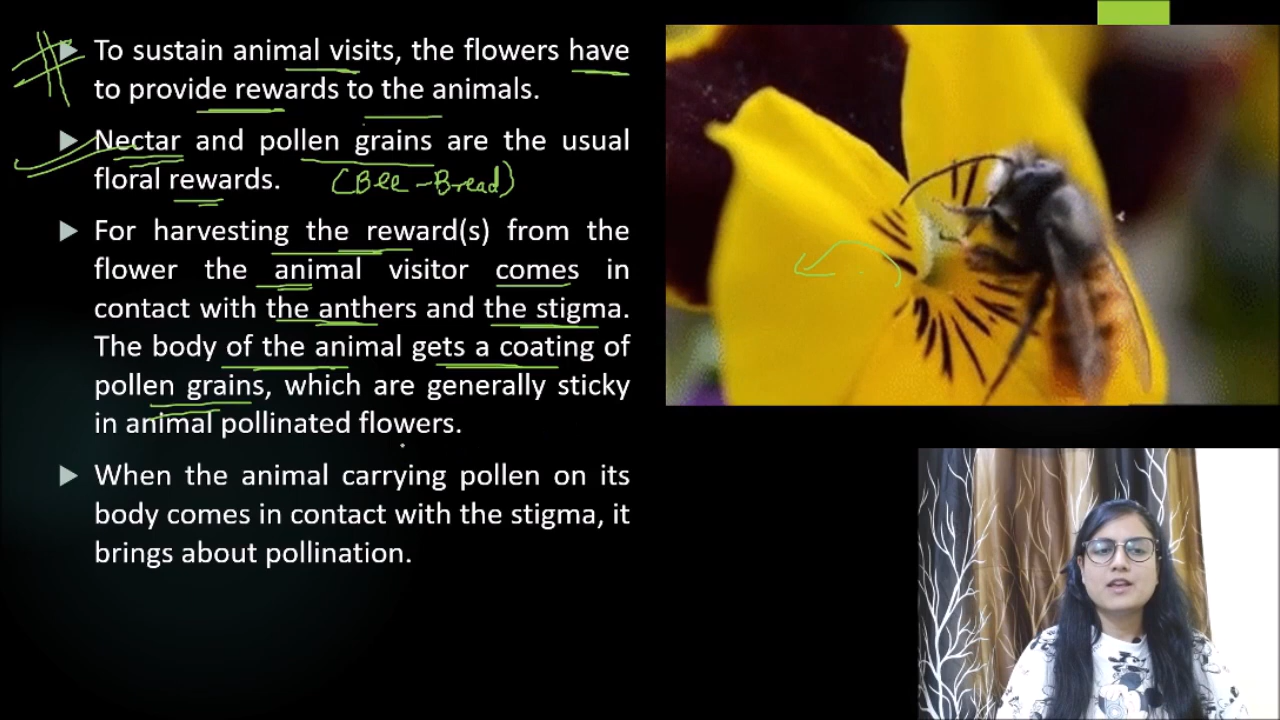 To sustain animal visits, the flowers have
to provide rewards to the animals.
Nectar and pollen grains are the usual
floral rewards. (Bee-Bread)
For harvesting the reward(s) from the
flower the animal visitor comes in
contact with the anthers and the stigma.
The body of the animal gets a coating of
pollen grains, which are generally sticky
in animal pollinated flowers.
When the animal carrying pollen on its
body comes in contact with the stigma, it
brings about pollination.